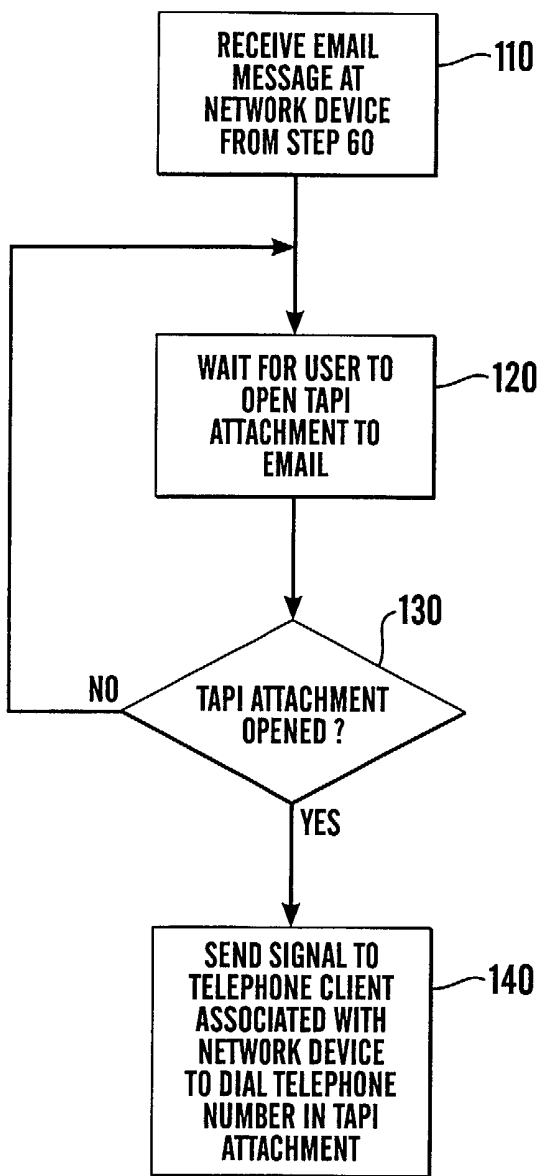 RECEIVE EMAIL
MESSAGE AT
NETWORK DEVICE
FROM STEP 60
110
WAIT FOR USER TO
OPEN TAPI
ATTACHMENT TO
EMAIL
120
130
TAPI ATTACHMENT
OPENED ?
NO
YES
SEND SIGNAL TO
TELEPHONE CLIENT
ASSOCIATED WITH
NETWORK DEVICE
TO DIAL TELEPHONE
NUMBER IN TAPI
ATTACHMENT
140